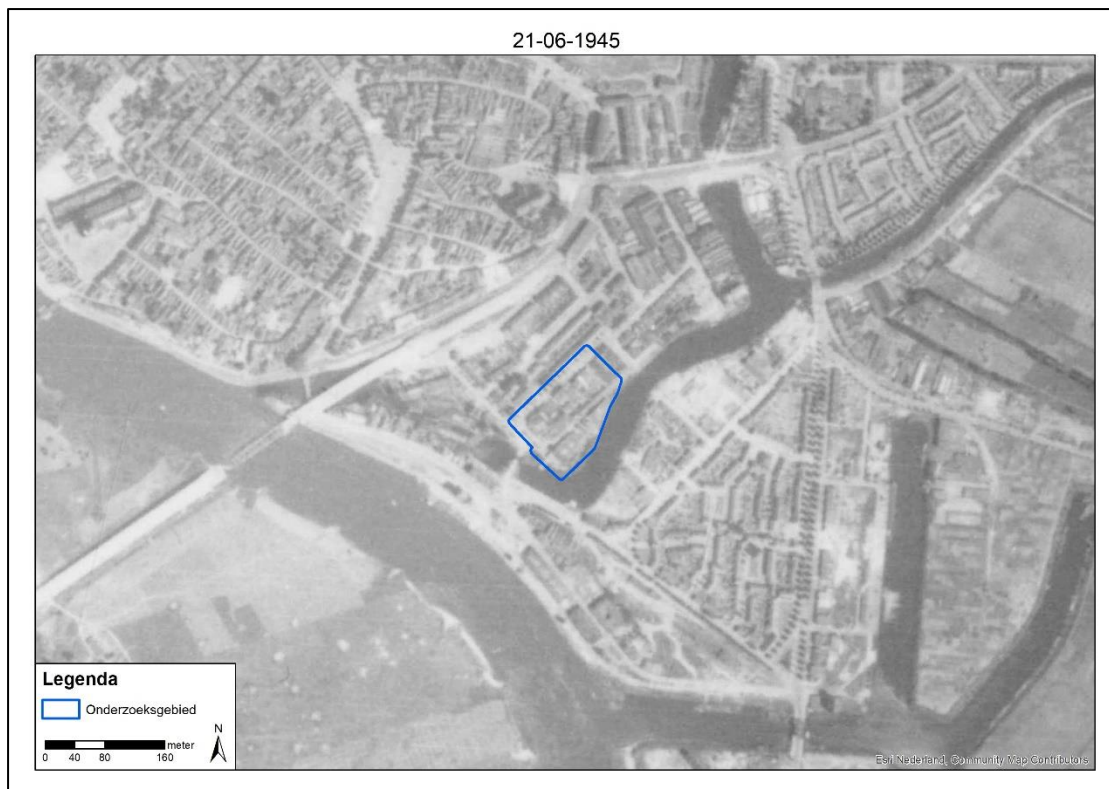 21-06-1945
Legenda
Onderzoeksgebied
N
meter
0 40 80 160
Esri Nederland, Community Map Contributors